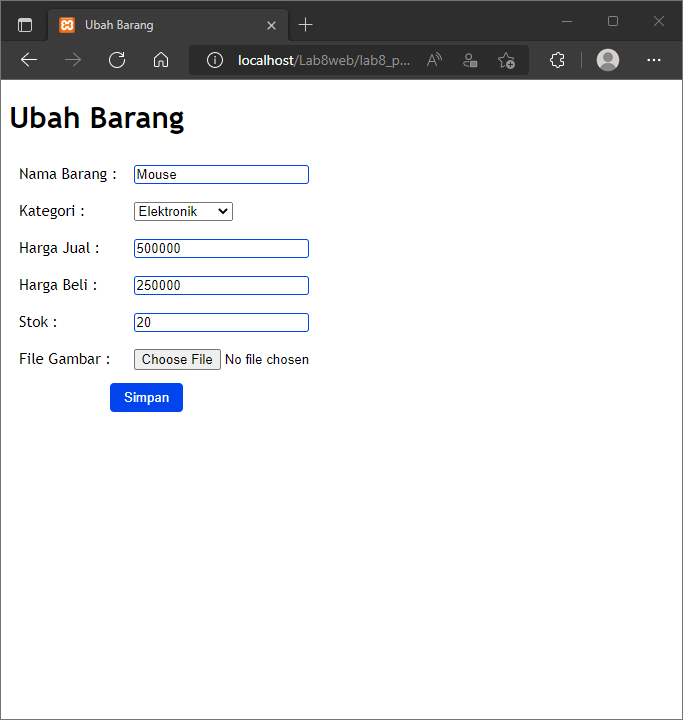 Ubah Barang
localhost/Lab8web/lab8_p...
Ubah Barang
Nama Barang : Mouse
Kategori : Elektronik
Harga Jual : 500000
Harga Beli : 250000
Stok : 20
File Gambar : Choose File No file chosen
Simpan